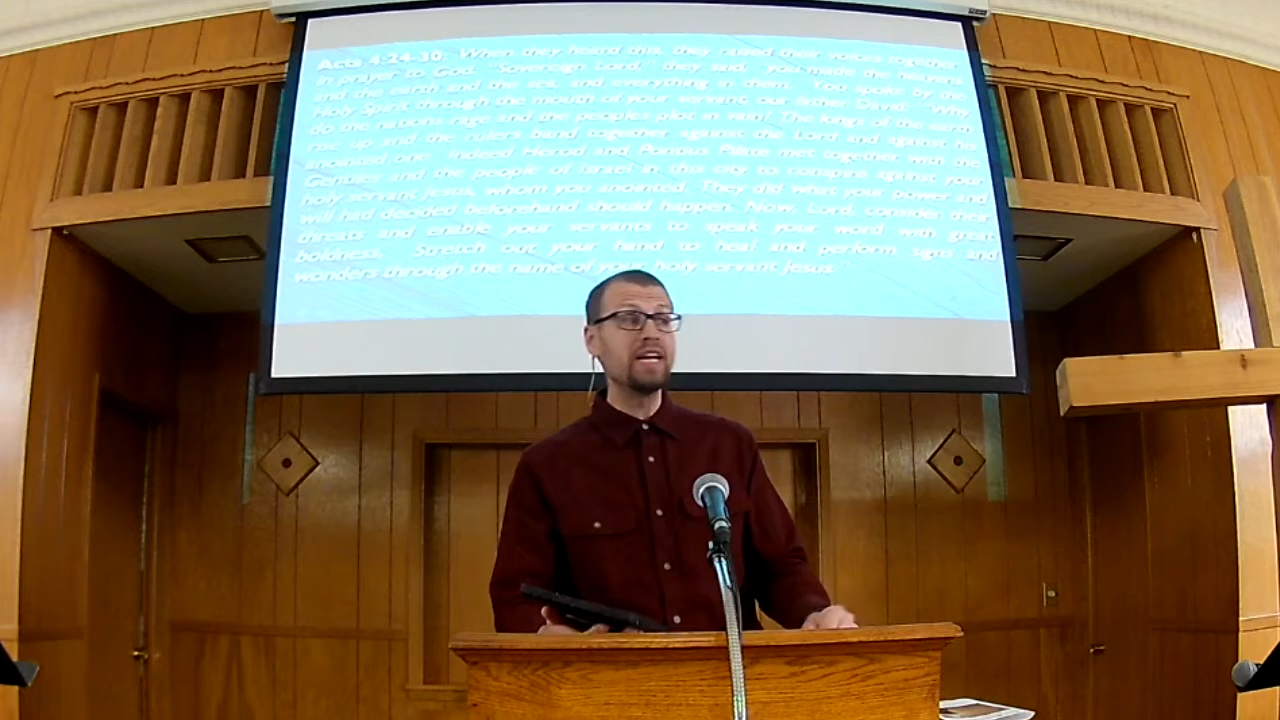 Acts 4:24-30: When they heard this, they raised their voices together
in prayer to God. "Sovereign Lord," they said, "you made the heavens
and the earth and the sea, and everything in them. You spoke by the
Holy Spirit through the mouth of your servant, our father David: "Why
do the nations rage and the peoples plot in vain? The kings of the earth
rise up and the rulers band together against the Lord and against his
anointed one. Indeed Herod and Pontius Pilate met together with the
Gentiles and the people of Israel in this city to conspire against your
holy servant Jesus, whom you anointed. They did what your power and
will had decided beforehand should happen. Now, Lord, consider their
threats and enable your servants to speak your word with great
boldness. Stretch out your hand to heal and perform signs and
wonders through the name of your holy servant Jesus."